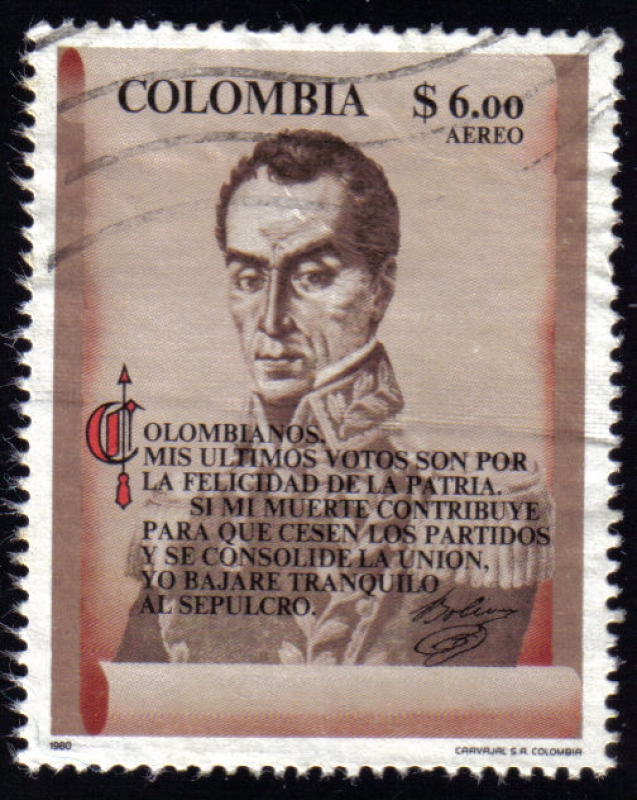 COLOMBIA $ 6.00
AEREO
COLOMBIANOS.
MIS ULTIMOS VOTOS SON POR
LA FELICIDAD DE LA PATRIA.
SI MI MUERTE CONTRIBUYE
PARA QUE CESEN LOS PARTIDOS
Y SE CONSOLIDE LA UNION,
YO BAJARE TRANQUILO
AL SEPULCRO.
Bolivar
1980 CARVAJAL S.A. COLOMBIA